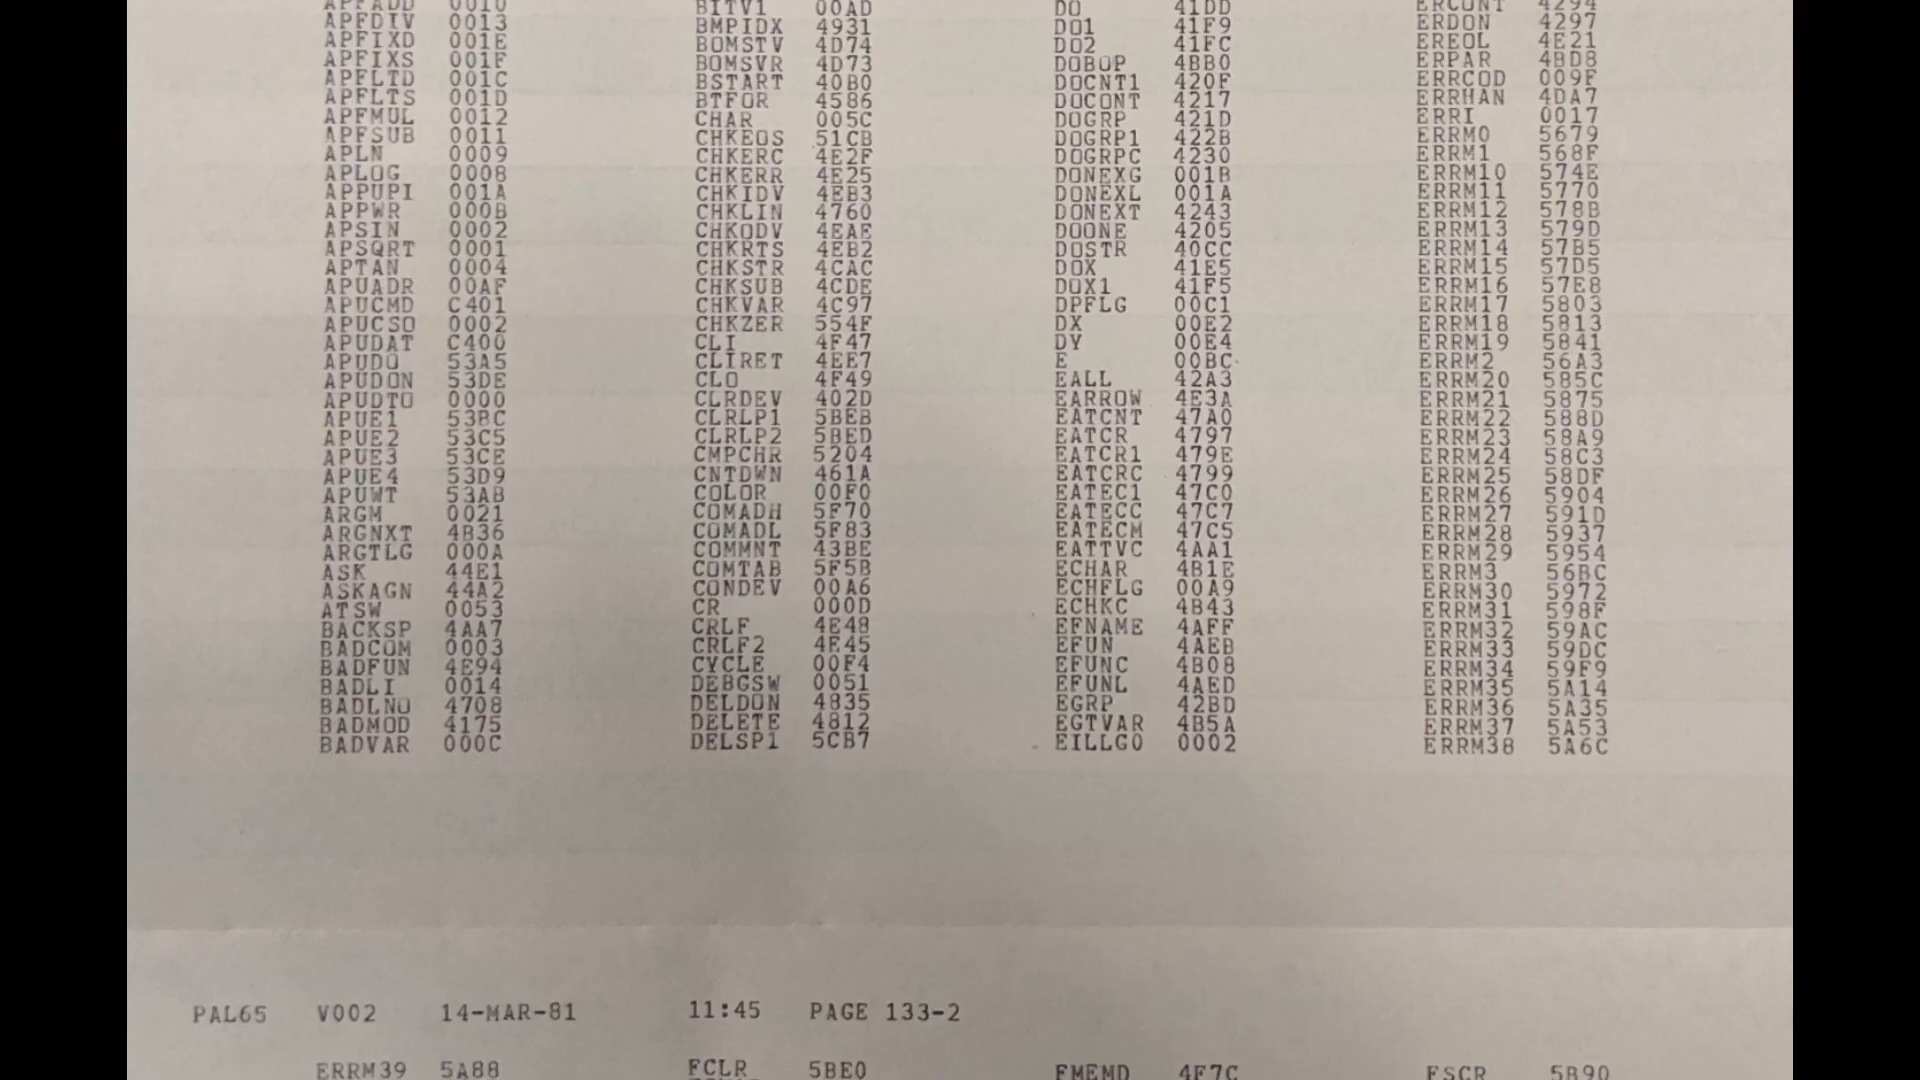 APFADD 0010 BITV1 00AD DO 41DD ERCONT 4294
APFDIV 0013 BMPIDX 4931 DO1 41F9 ERDON 4297
APFIXD 001E BOMSTV 4D74 DO2 41FC EREOL 4E21
APFIXS 001F BOMSVR 4D73 DOBOP 4BB0 ERPAR 4BD8
APFLTD 001C BSTART 40B0 DOCNT1 420F ERRCOD 009F
APFLTS 001D BTFOR 4586 DOCONT 4217 ERRHAN 4DA7
APFMUL 0012 CHAR 005C DOGRP 421D ERRI 0017
APFSUB 0011 CHKEOS 51CB DOGRP1 422B ERRM0 5679
APLN 0009 CHKERC 4E2F DOGRPC 4230 ERRM1 568F
APLOG 0008 CHKERR 4E25 DONEXG 001B ERRM10 574E
APPUPI 001A CHKIDV 4EB3 DONEXL 001A ERRM11 5770
APPWR 000B CHKLIN 4760 DONEXT 4243 ERRM12 578B
APSIN 0002 CHKODV 4EAE DOONE 4205 ERRM13 579D
APSQRT 0001 CHKRTS 4EB2 DOSTR 40CC ERRM14 57B5
APTAN 0004 CHKSTR 4CAC DOX 41E5 ERRM15 57D5
APUADR 00AF CHKSUB 4CDE DOX1 41F5 ERRM16 57E8
APUCMD C401 CHKVAR 4C97 DPFLG 00C1 ERRM17 5803
APUCSO 0002 CHKZER 554F DX 00E2 ERRM18 5813
APUDAT C400 CLI 4F47 DY 00E4 ERRM19 5841
APUDO 53A5 CLIRET 4EE7 E 00BC ERRM2 56A3
APUDON 53DE CLO 4F49 EALL 42A3 ERRM20 585C
APUDTO 0000 CLRDEV 402D EARROW 4E3A ERRM21 5875
APUE1 53BC CLRLP1 5BEB EATCNT 47A0 ERRM22 588D
APUE2 53C5 CLRLP2 5BED EATCR 4797 ERRM23 58A9
APUE3 53CE CMPCHR 5204 EATCR1 479E ERRM24 58C3
APUE4 53D9 CNTDWN 461A EATCRC 4799 ERRM25 58DF
APUWT 53AB COLOR 00F0 EATEC1 47C0 ERRM26 5904
ARGM 0021 COMADH 5F70 EATECC 47C7 ERRM27 591D
ARGNXT 4B36 COMADL 5F83 EATECM 47C5 ERRM28 5937
ARGTLG 000A COMMNT 43BE EATTVC 4AA1 ERRM29 5954
ASK 44E1 COMTAB 5F5B ECHAR 4B1E ERRM3 56BC
ASKAGN 44A2 CONDEV 00A6 ECHFLG 00A9 ERRM30 5972
ATSW 0053 CR 000D ECHKC 4B43 ERRM31 598F
BACKSP 4AA7 CRLF 4E48 EFNAME 4AFF ERRM32 59AC
BADCOM 0003 CRLF2 4E45 EFUN 4AEB ERRM33 59DC
BADFUN 4E94 CYCLE 00F4 EFUNC 4B08 ERRM34 59F9
BADLI 0014 DEBGSW 0051 EFUNL 4AED ERRM35 5A14
BADLNO 4708 DELDON 4835 EGRP 42BD ERRM36 5A35
BADMOD 4175 DELETE 4812 EGTVAR 4B5A ERRM37 5A53
BADVAR 000C DELSP1 5CB7 EILLGO 0002 ERRM38 5A6C
PAL65 V002 14-MAR-81 11:45 PAGE 133-2
ERRM39 5A88 FCLR 5BE0 FMEMD 4F7C FSCR 5B90